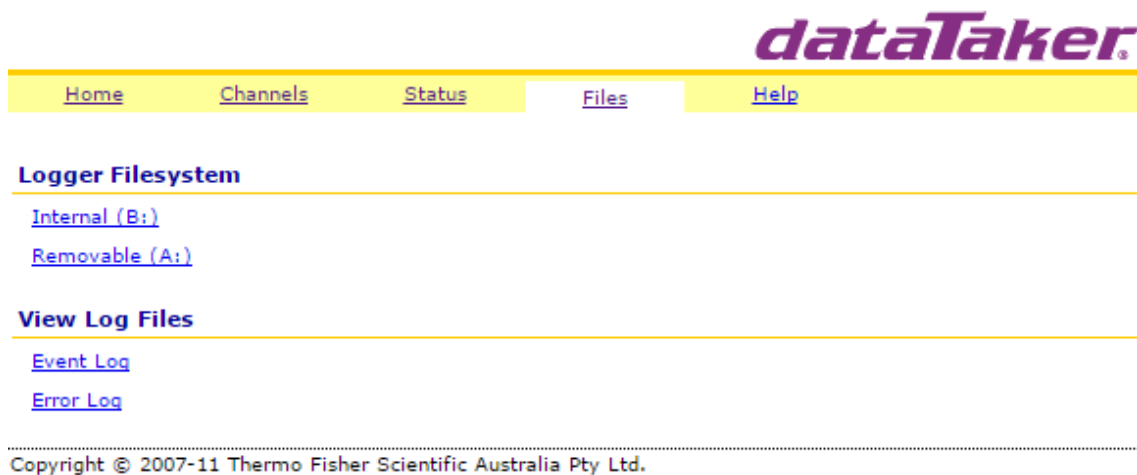 dataTaker®
Home Channels Status Files Help
Logger Filesystem
Internal (B:)
Removable (A:)
View Log Files
Event Log
Error Log
Copyright © 2007-11 Thermo Fisher Scientific Australia Pty Ltd.